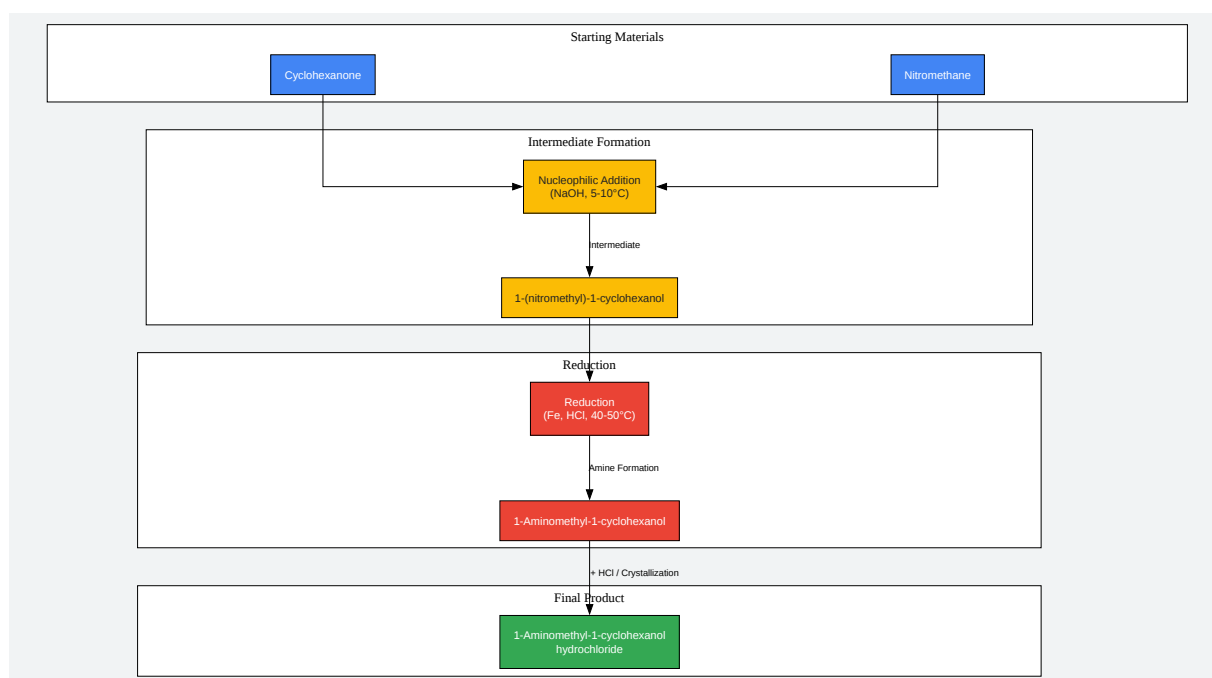 Starting Materials
Cyclohexanone
Nitromethane
Intermediate Formation
Nucleophilic Addition
(NaOH, 5-10°C)
Intermediate
1-(nitromethyl)-1-cyclohexanol
Reduction
Reduction
(Fe, HCl, 40-50°C)
Amine Formation
1-Aminomethyl-1-cyclohexanol
+ HCl / Crystallization
Final Product
1-Aminomethyl-1-cyclohexanol
hydrochloride